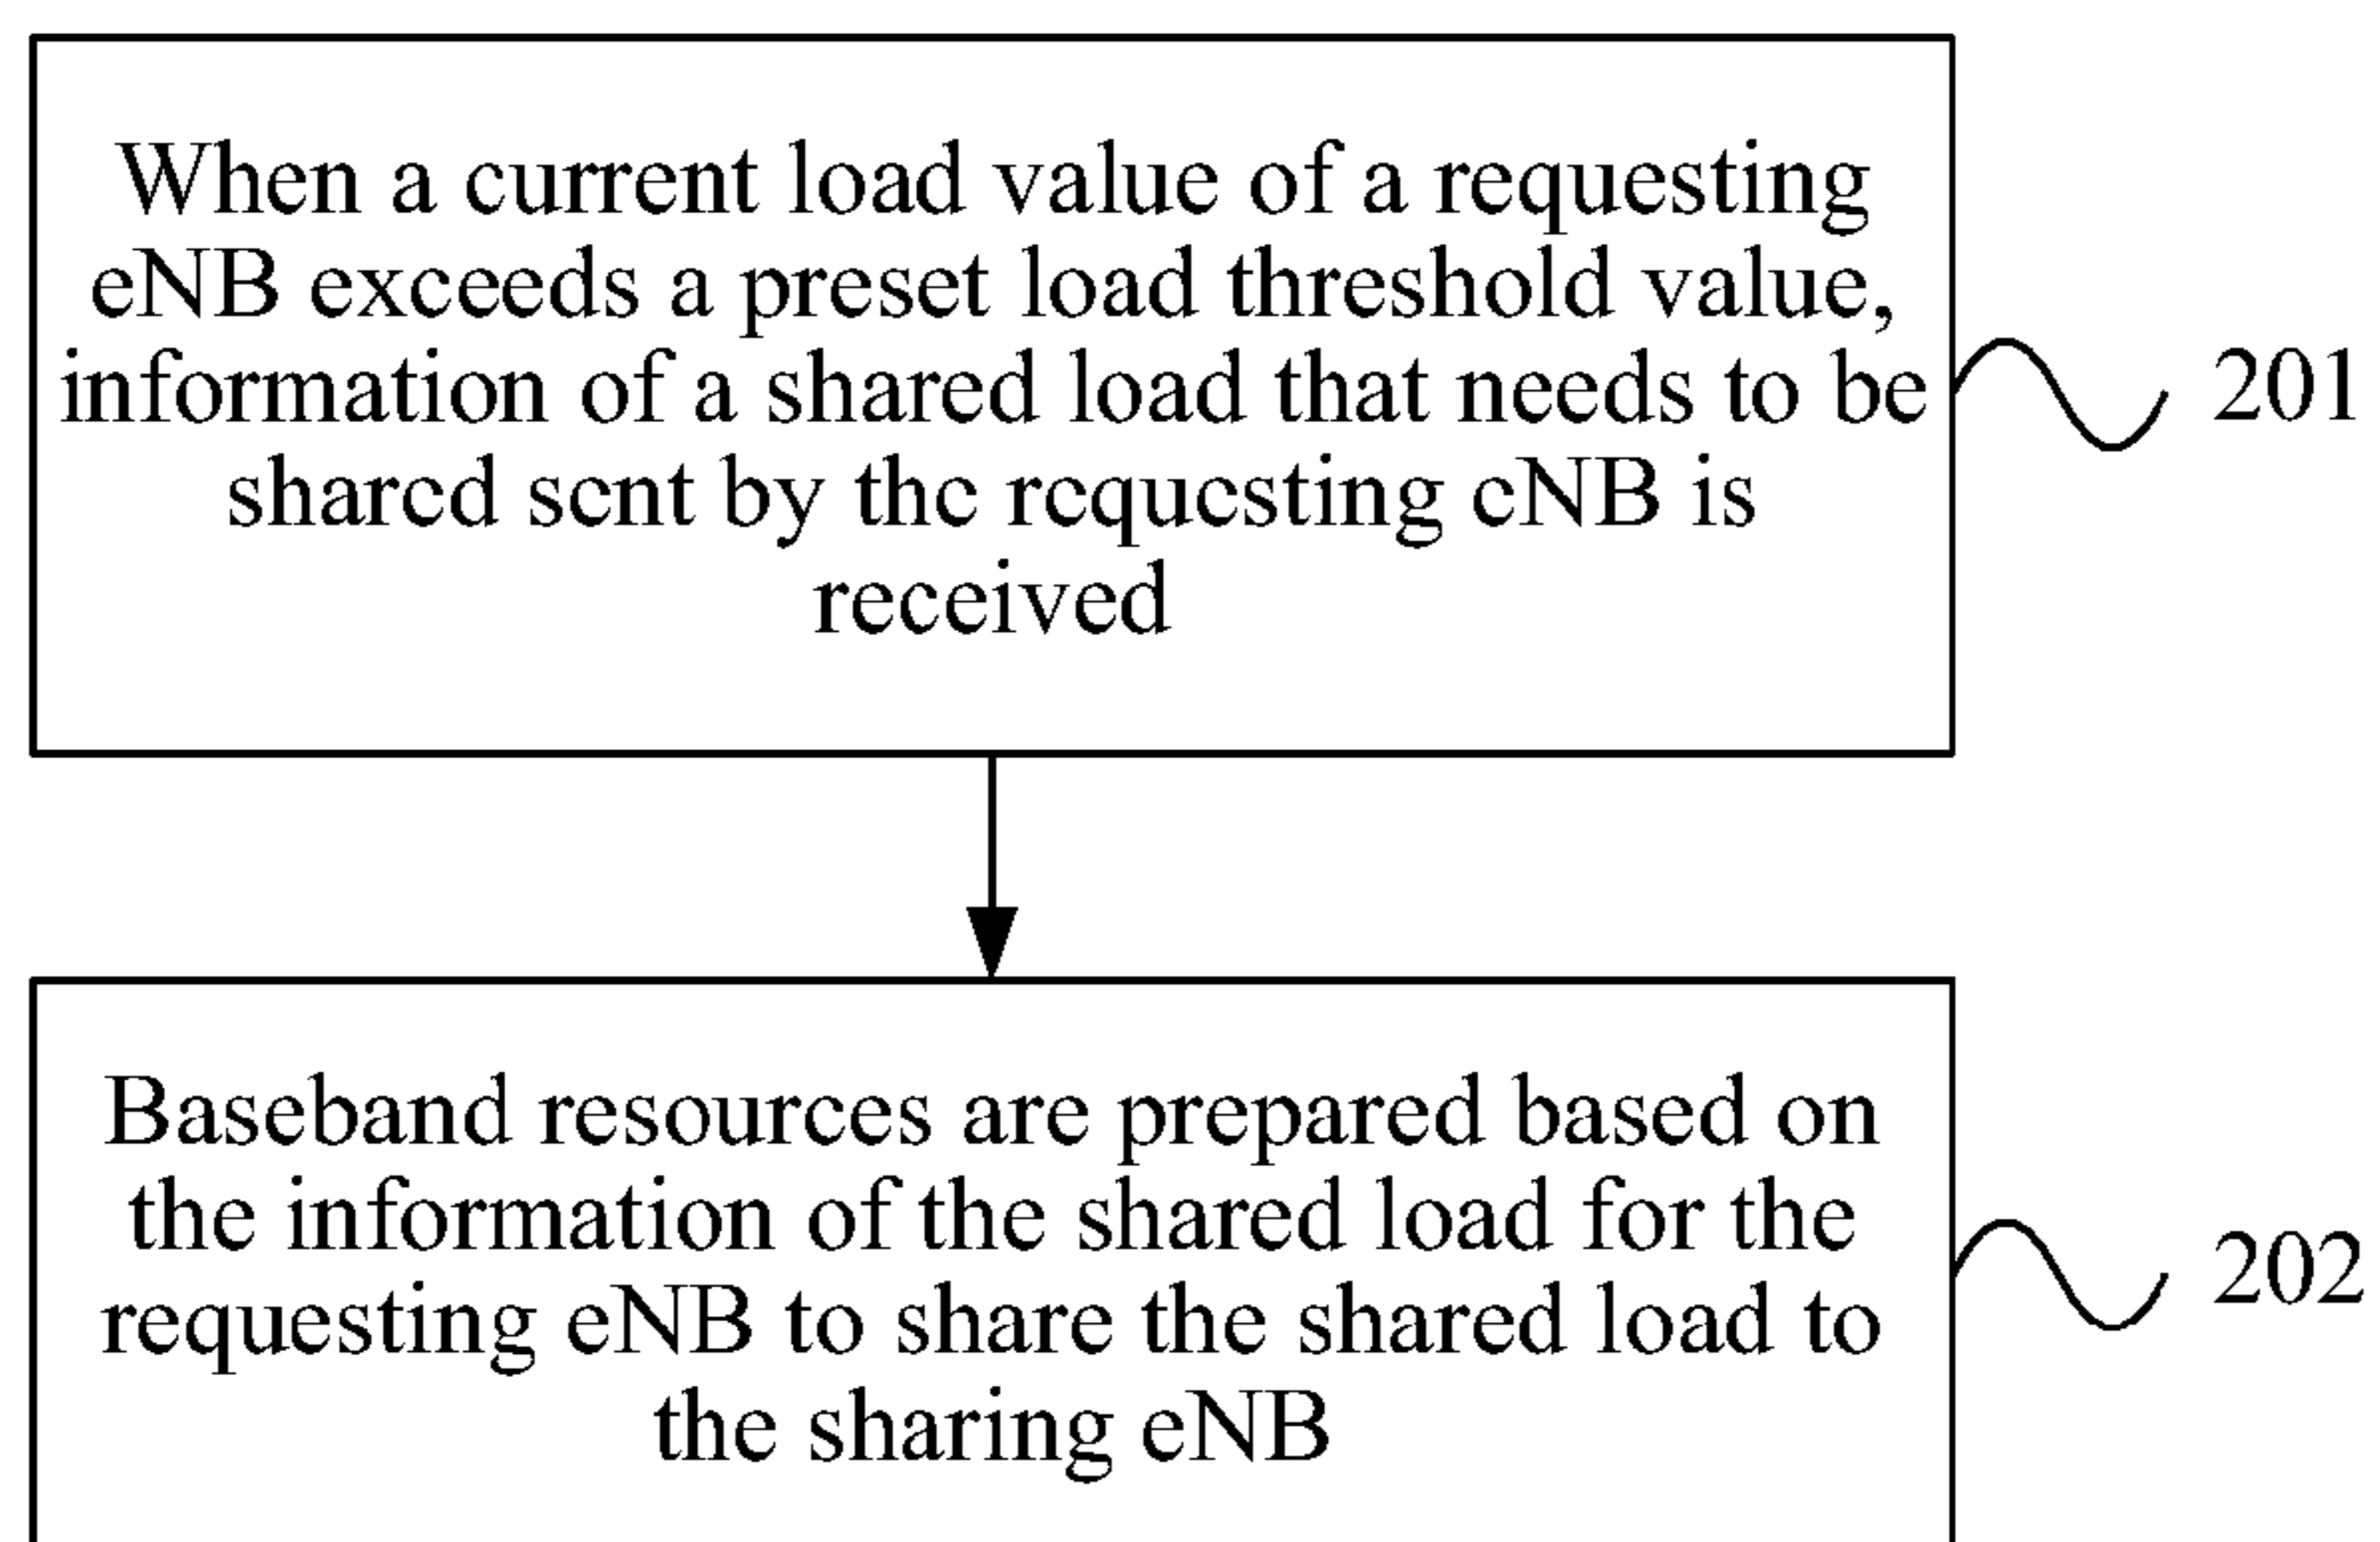 When a current load value of a requesting
eNB exceeds a preset load threshold value,
information of a shared load that needs to be
shared sent by the requesting eNB is
received
201
Baseband resources are prepared based on
the information of the shared load for the
requesting eNB to share the shared load to
the sharing eNB
202